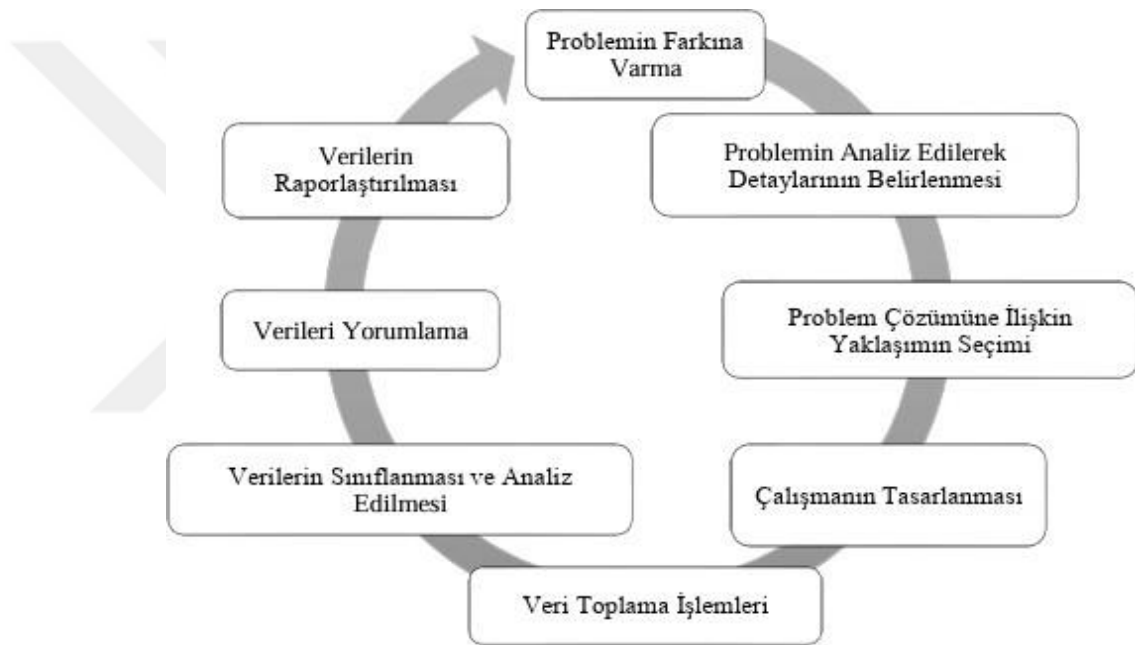 Problemin Farkına
Varma
Problemin Analiz Edilerek
Detaylarının Belirlenmesi
Problem Çözümüne İlişkin
Yaklaşımın Seçimi
Çalışmanın Tasarlanması
Veri Toplama İşlemleri
Verilerin Sınıflanması ve Analiz
Edilmesi
Verileri Yorumlama
Verilerin
Raporlaştırılması